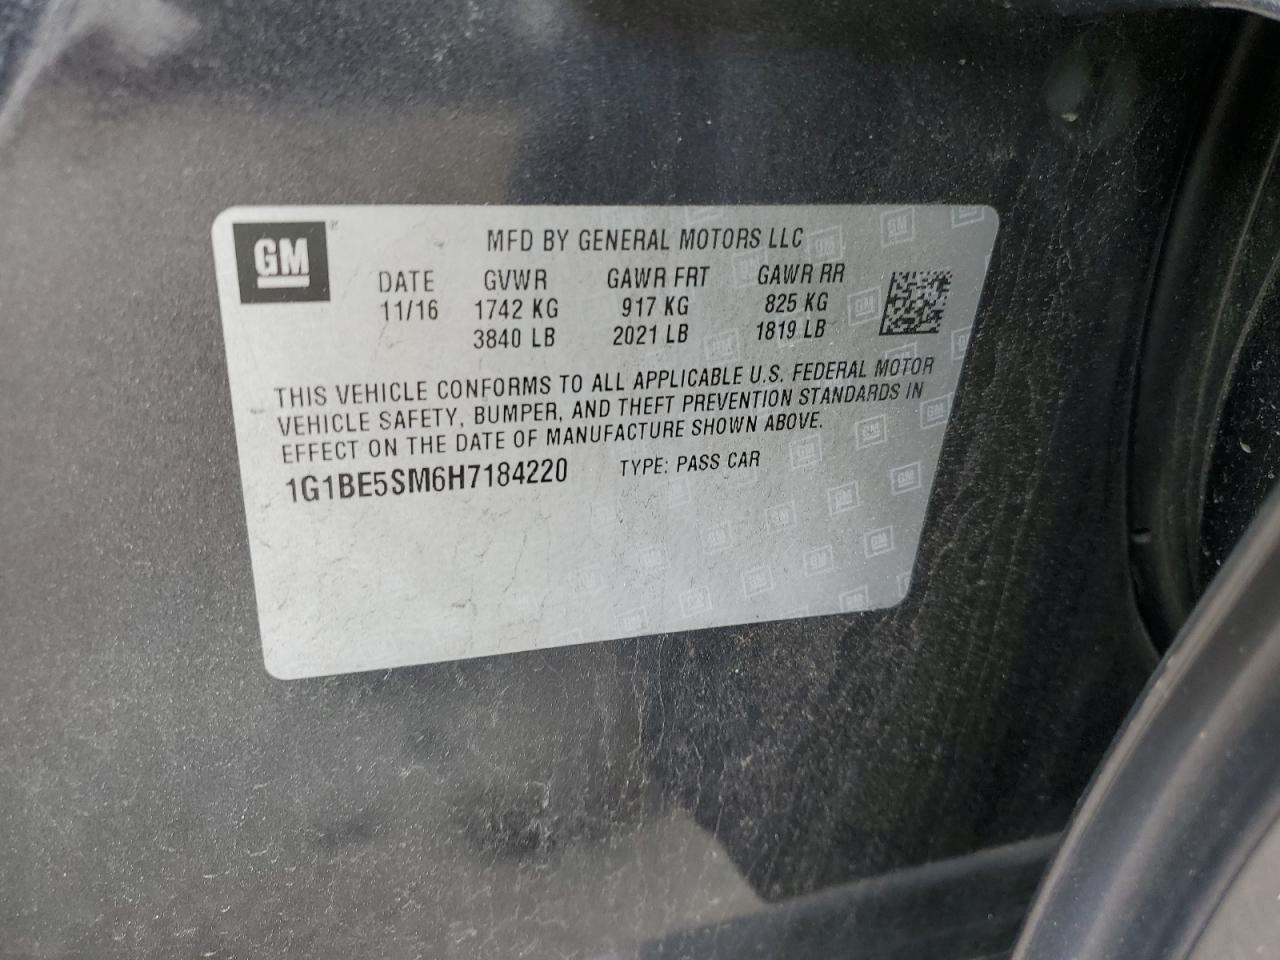 GM
MFD BY GENERAL MOTORS LLC
DATE GVWR GAWR FRT GAWR RR
11/16 1742 KG 917 KG 825 KG
3840 LB 2021 LB 1819 LB
THIS VEHICLE CONFORMS TO ALL APPLICABLE U.S. FEDERAL MOTOR
VEHICLE SAFETY, BUMPER, AND THEFT PREVENTION STANDARDS IN
EFFECT ON THE DATE OF MANUFACTURE SHOWN ABOVE.
1G1BE5SM6H7184220 TYPE: PASS CAR